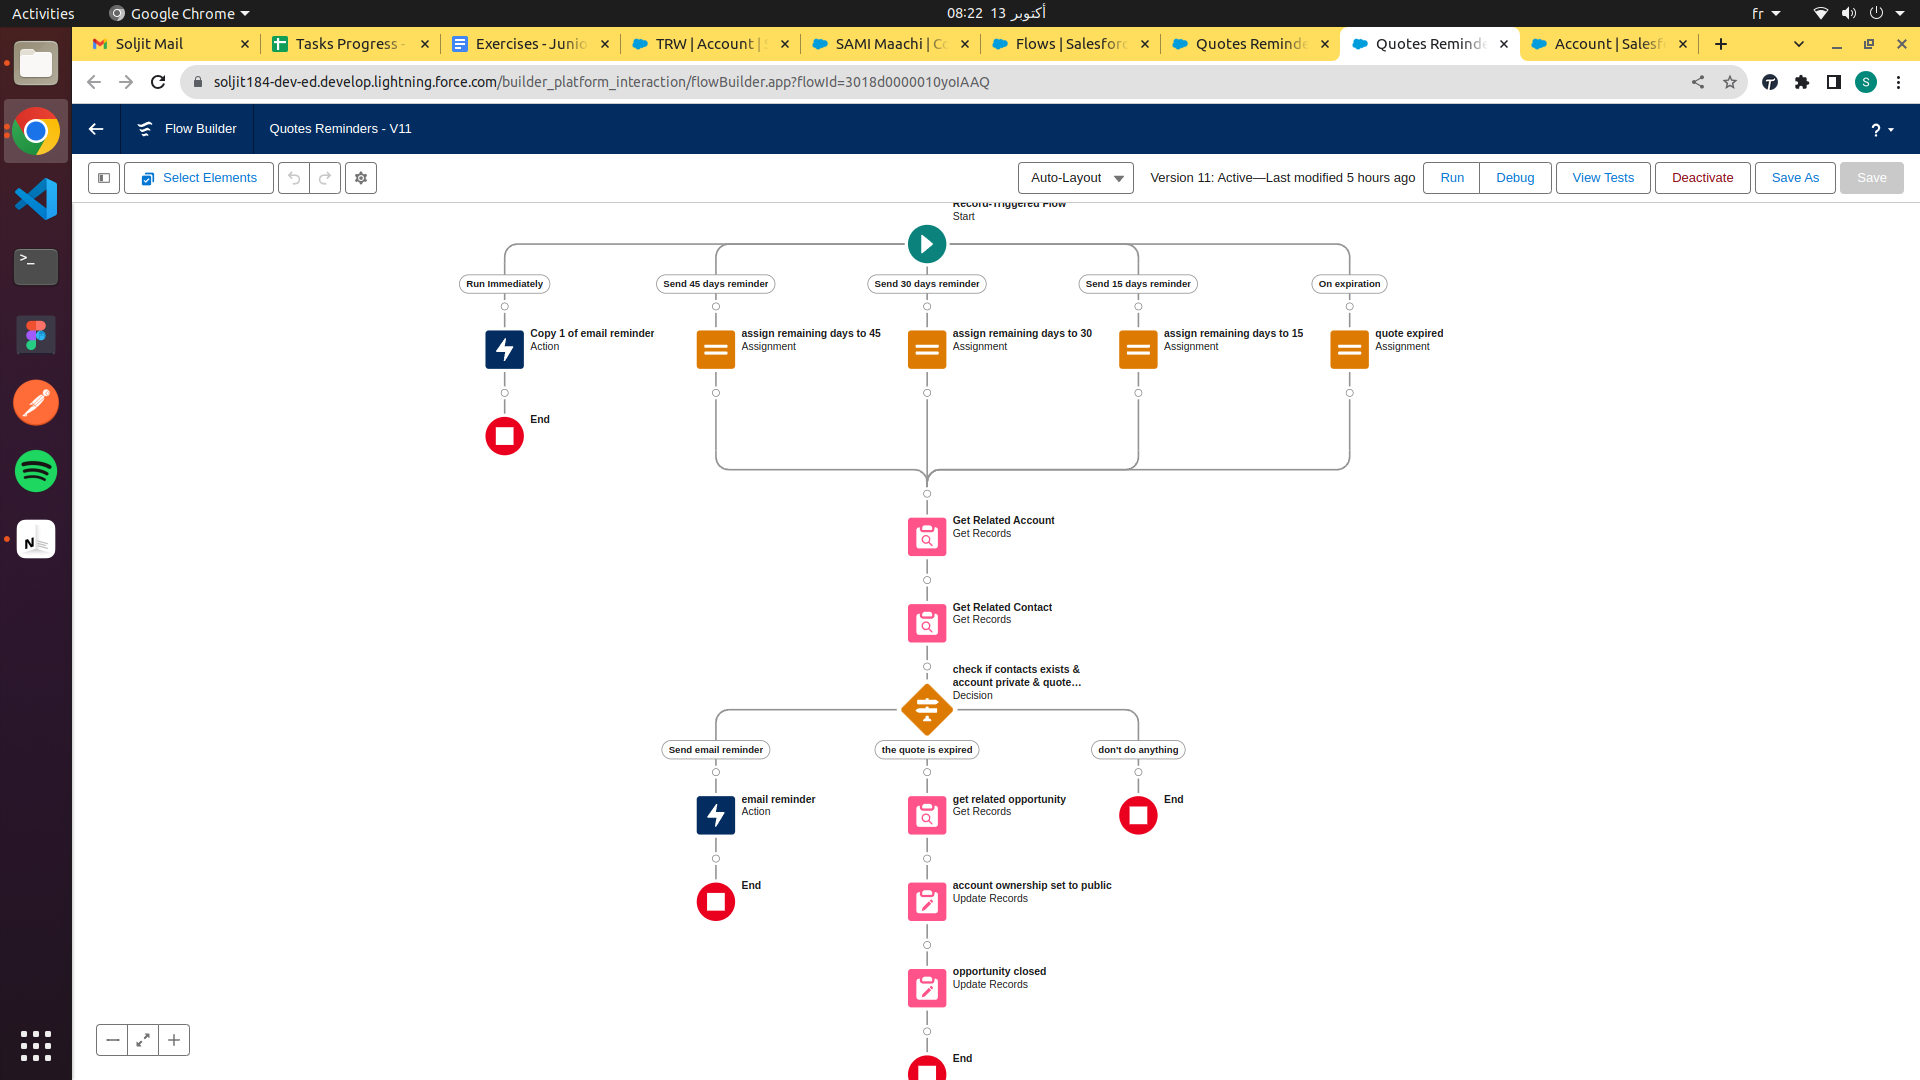 Activities
Google Chrome
08:22 13 أكتوبر
fr
Soljit Mail
Tasks Progress -
Exercises - Junio
TRW | Account | S
SAMI Maachi | Co
Flows | Salesforc
Quotes Reminde
Quotes Reminde
Account | Salesf
soljit184-dev-ed.develop.lightning.force.com/builder_platform_interaction/flowBuilder.app?flowId=3018d0000010yoIAAQ
S
Flow Builder
Quotes Reminders - V11
?
Select Elements
Auto-Layout
Version 11: Active—Last modified 5 hours ago
Run
Debug
View Tests
Deactivate
Save As
Save
Record-Triggered Flow
Start
Run Immediately
Send 45 days reminder
Send 30 days reminder
Send 15 days reminder
On expiration
Copy 1 of email reminder
Action
assign remaining days to 45
Assignment
assign remaining days to 30
Assignment
assign remaining days to 15
Assignment
quote expired
Assignment
End
Get Related Account
Get Records
Get Related Contact
Get Records
check if contacts exists &
account private & quote...
Decision
Send email reminder
the quote is expired
don't do anything
email reminder
Action
get related opportunity
Get Records
End
End
account ownership set to public
Update Records
opportunity closed
Update Records
End